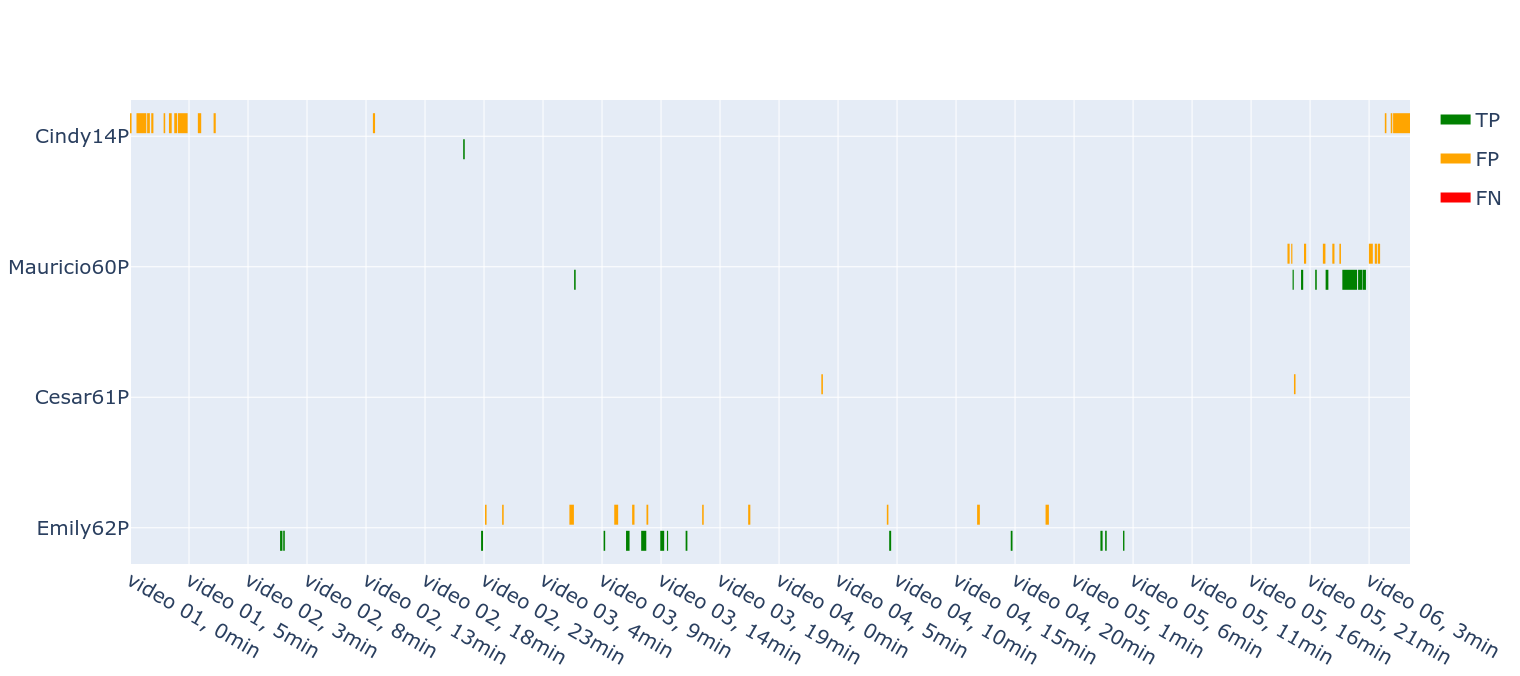 Cindy14P
Mauricio60P
Cesar61P
Emily62P
TP
FP
FN
video 01, 0min
video 01, 5min
video 02, 3min
video 02, 8min
video 02, 13min
video 02, 18min
video 02, 23min
video 03, 4min
video 03, 9min
video 03, 14min
video 03, 19min
video 04, 0min
video 04, 5min
video 04, 10min
video 04, 15min
video 04, 20min
video 05, 1min
video 05, 6min
video 05, 11min
video 05, 16min
video 05, 21min
video 06, 3min